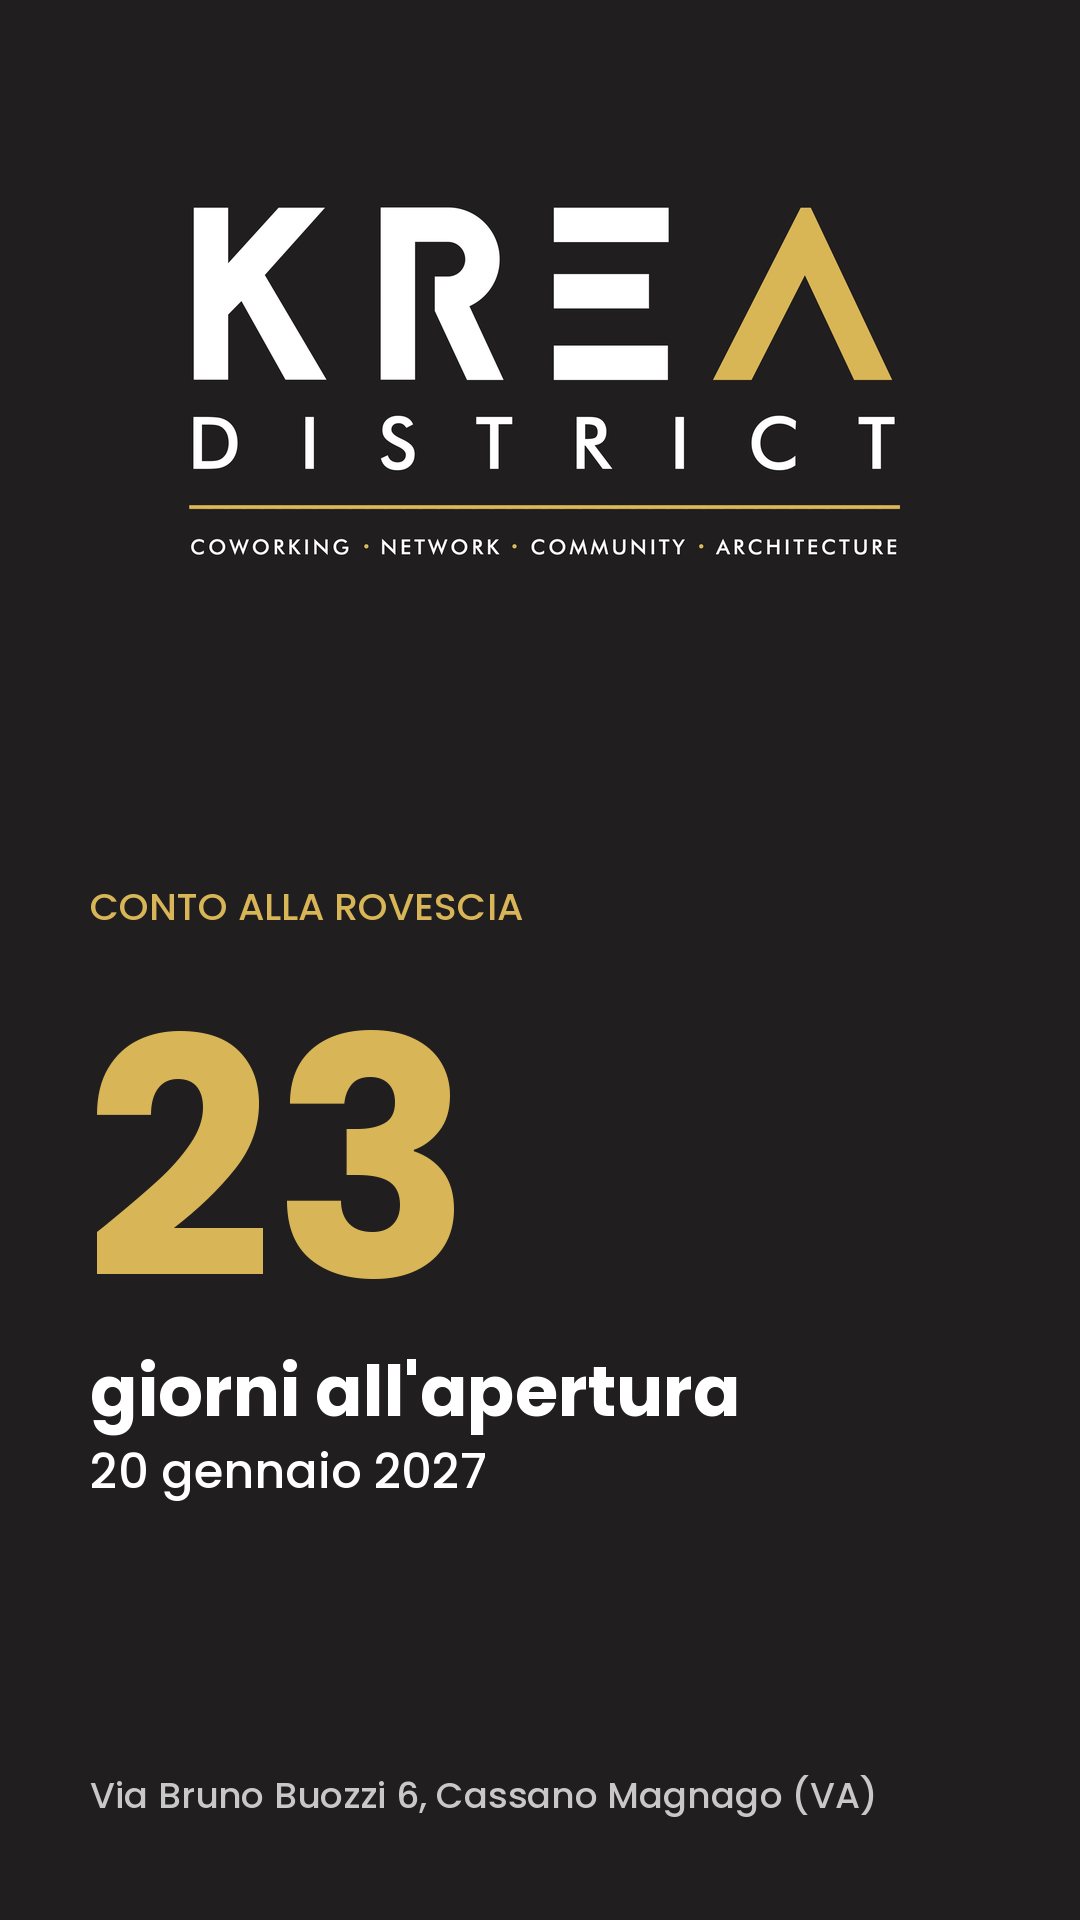 KREA
DISTRICT
COWORKING · NETWORK · COMMUNITY · ARCHITECTURE
CONTO ALLA ROVESCIA
23
giorni all'apertura
20 gennaio 2027
Via Bruno Buozzi 6, Cassano Magnago (VA)